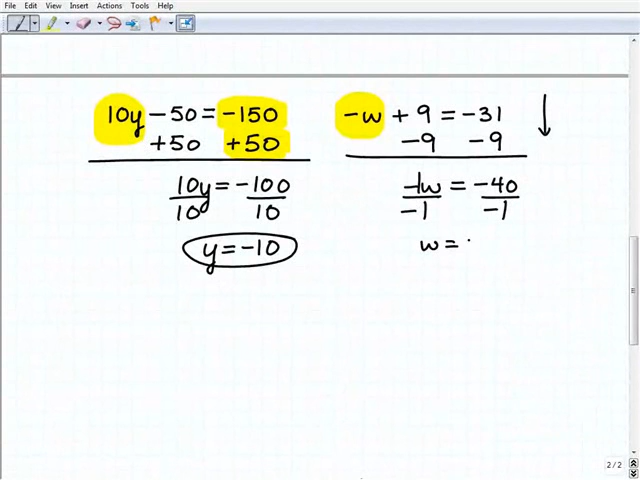 File Edit View Insert Actions Tools Help
10y - 50 = -150
+50 +50
10y = -100
10 10
y = -10
-w + 9 = -31
-9 -9
-1w = -40
-1 -1
w =
2 / 2